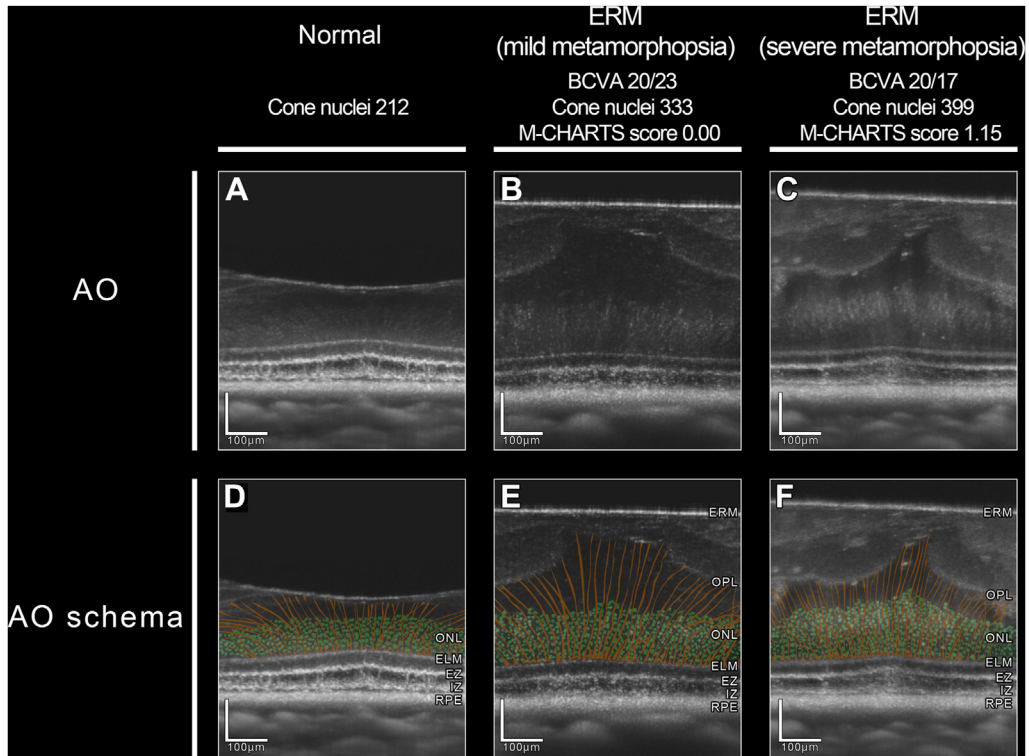 Normal
Cone nuclei 212
ERM
(mild metamorphopsia)
BCVA 20/23
Cone nuclei 333
M-CHARTS score 0.00
ERM
(severe metamorphopsia)
BCVA 20/17
Cone nuclei 399
M-CHARTS score 1.15
AO
A
100μm
B
100μm
C
100μm
AO schema
D
ONL
ELM
EZ
IZ
RPE
100μm
E
ERM
OPL
ONL
ELM
EZ
IZ
RPE
100μm
F
ERM
OPL
ONL
ELM
EZ
IZ
RPE
100μm